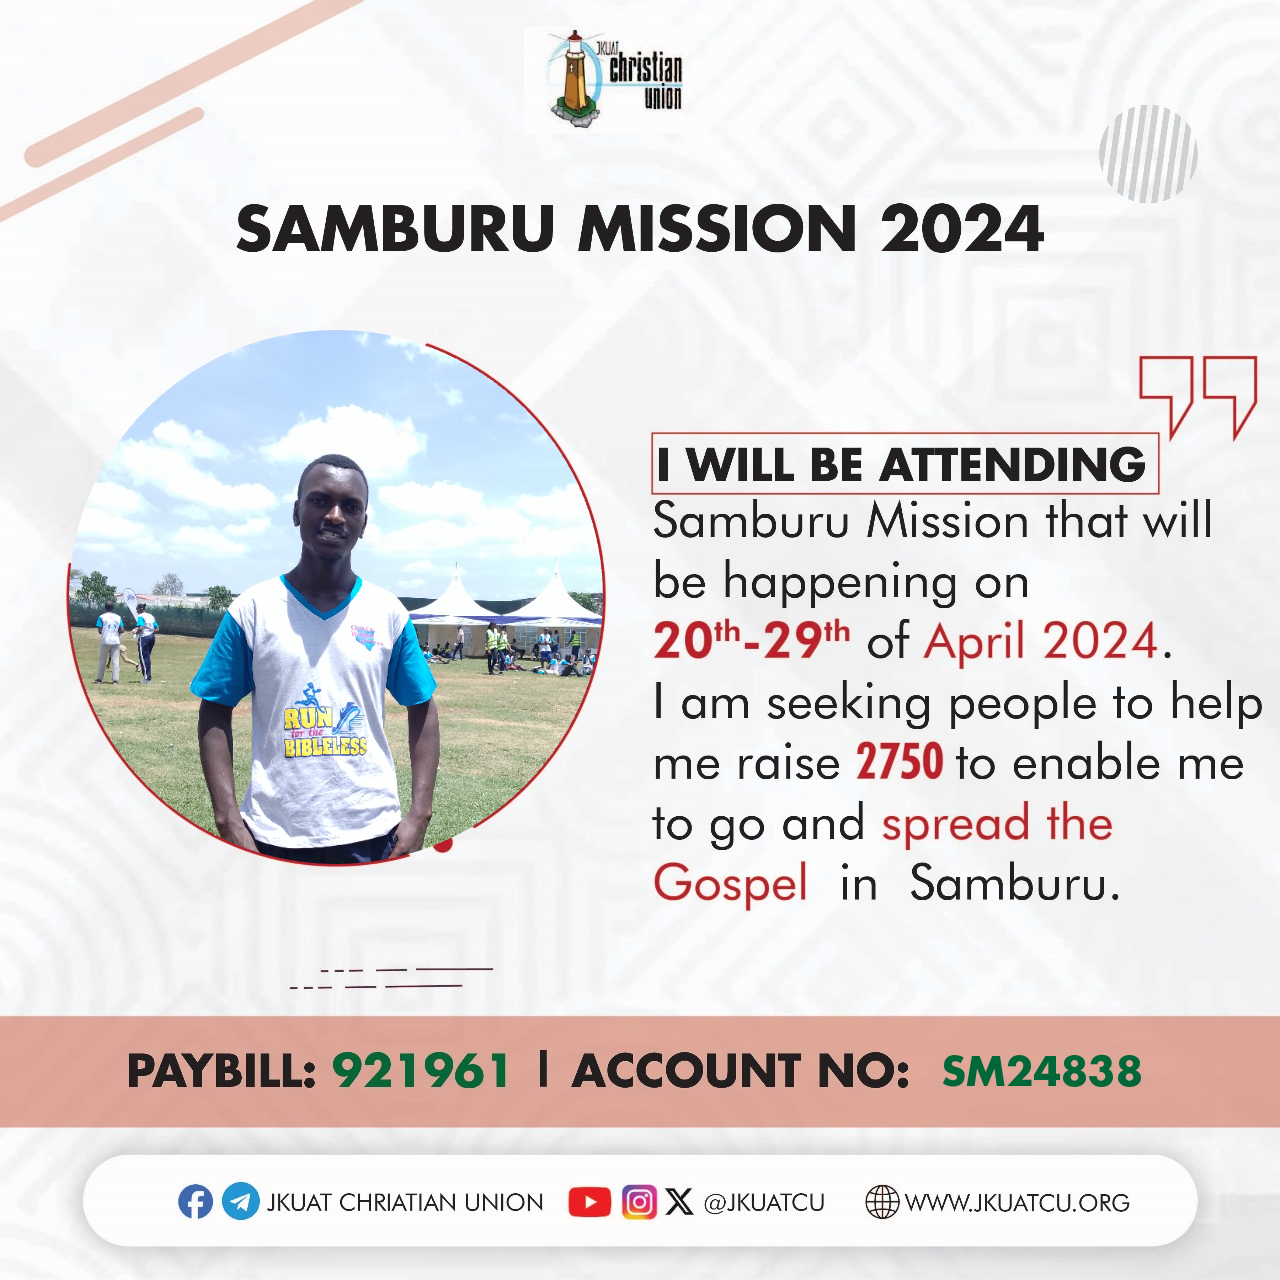 JKUAT
christian
union
SAMBURU MISSION 2024
RUN
for the
BIBLELESS
I WILL BE ATTENDING
Samburu Mission that will
be happening on
20th-29th of April 2024.
I am seeking people to help
me raise 2750 to enable me
to go and spread the
Gospel in Samburu.
PAYBILL: 921961 | ACCOUNT NO: SM24838
JKUAT CHRIATIAN UNION @JKUATCU WWW.JKUATCU.ORG